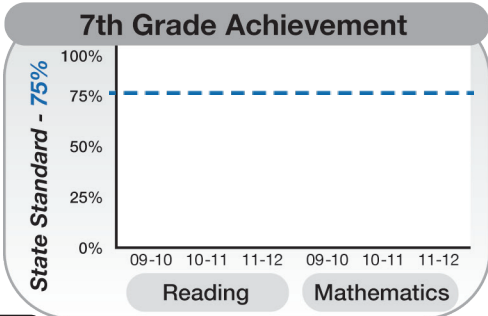 7th Grade Achievement
State Standard - 75%
100%
75%
50%
25%
0%
09-10 10-11 11-12 09-10 10-11 11-12
Reading Mathematics